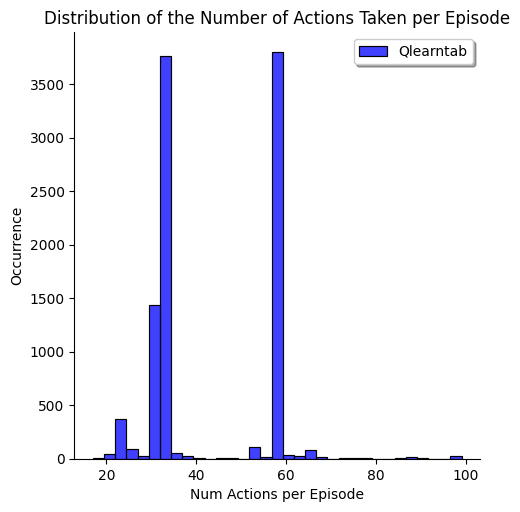 Distribution of the Number of Actions Taken per Episode
Qlearntab
3500
3000
2500
2000
1500
1000
500
0
Occurrence
20 40 60 80 100
Num Actions per Episode